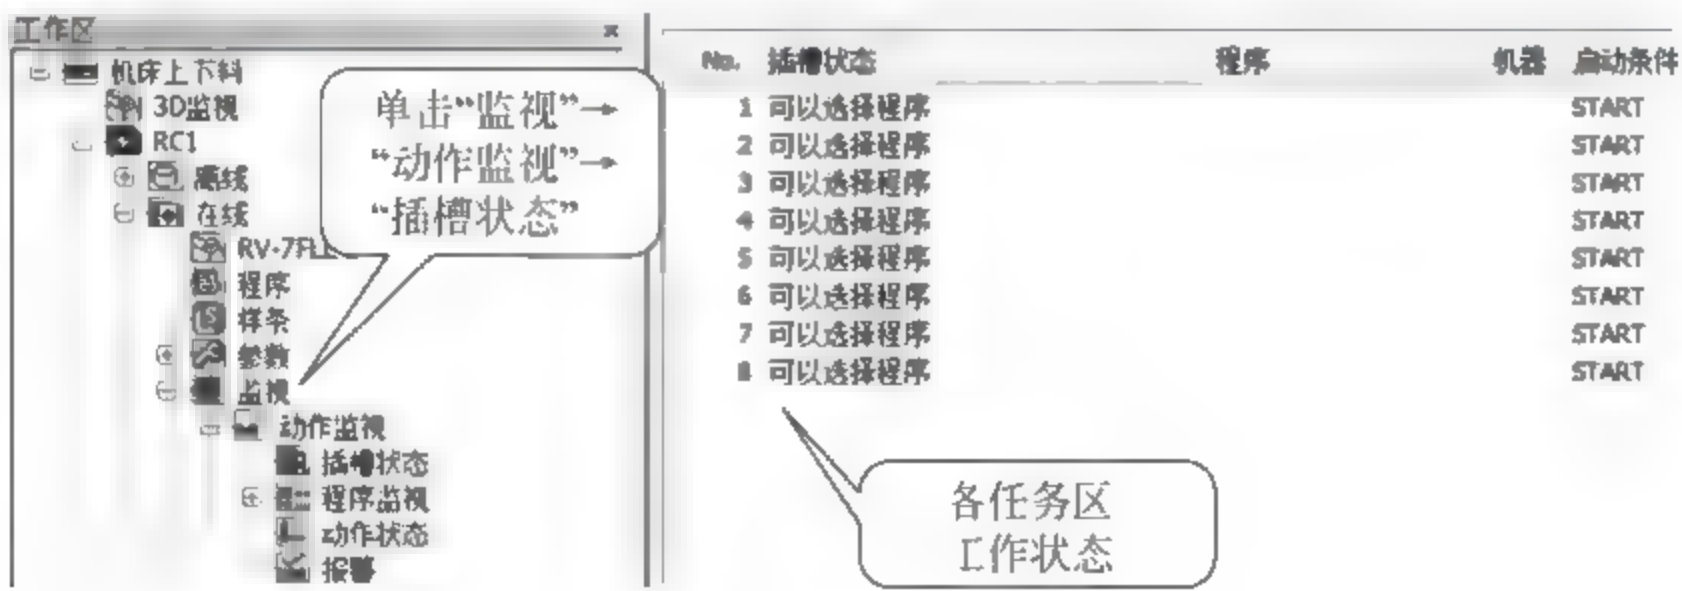 工作区
机床上下料
3D监视
RC1
离线
在线
RV-7FLL
程序
样条
参数
监视
动作监视
插槽状态
程序监视
动作状态
报警
单击“监视”→
“动作监视”→
“插槽状态”
No. 插槽状态 程序 机器 启动条件
1 可以选择程序 START
2 可以选择程序 START
3 可以选择程序 START
4 可以选择程序 START
5 可以选择程序 START
6 可以选择程序 START
7 可以选择程序 START
8 可以选择程序 START
各任务区
工作状态